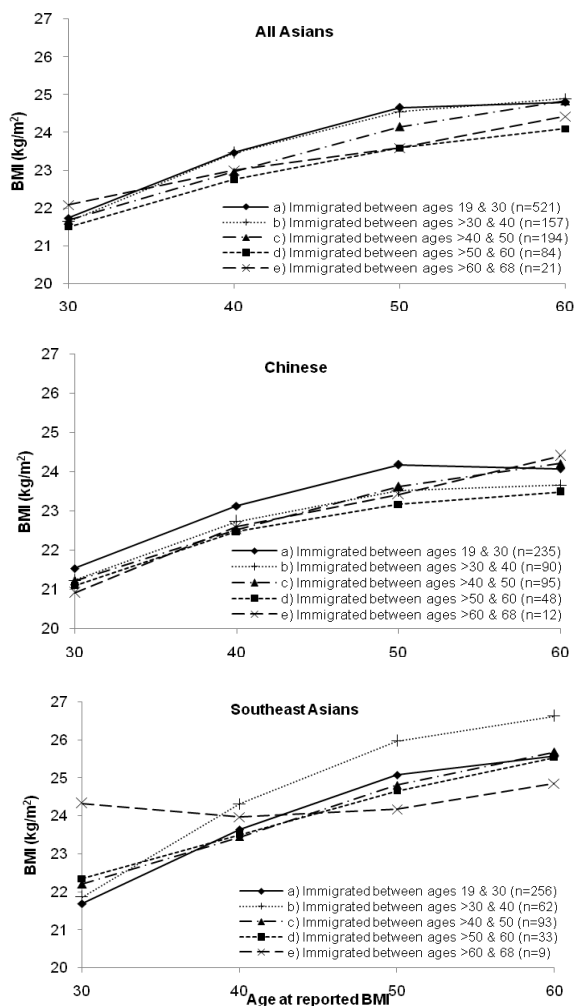 All Asians
27
26
25
24
23
22
21
20
BMI (kg/m²)
a) Immigrated between ages 19 & 30 (n=521)
b) Immigrated between ages >30 & 40 (n=157)
c) Immigrated between ages >40 & 50 (n=194)
d) Immigrated between ages >50 & 60 (n=84)
e) Immigrated between ages >60 & 68 (n=21)
30 40 50 60
Chinese
27
26
25
24
23
22
21
20
BMI (kg/m²)
a) Immigrated between ages 19 & 30 (n=235)
b) Immigrated between ages >30 & 40 (n=90)
c) Immigrated between ages >40 & 50 (n=95)
d) Immigrated between ages >50 & 60 (n=48)
e) Immigrated between ages >60 & 68 (n=12)
30 40 50 60
Southeast Asians
27
26
25
24
23
22
21
20
BMI (kg/m²)
a) Immigrated between ages 19 & 30 (n=256)
b) Immigrated between ages >30 & 40 (n=62)
c) Immigrated between ages >40 & 50 (n=93)
d) Immigrated between ages >50 & 60 (n=33)
e) Immigrated between ages >60 & 68 (n=9)
30 40 50 60
Age at reported BMI